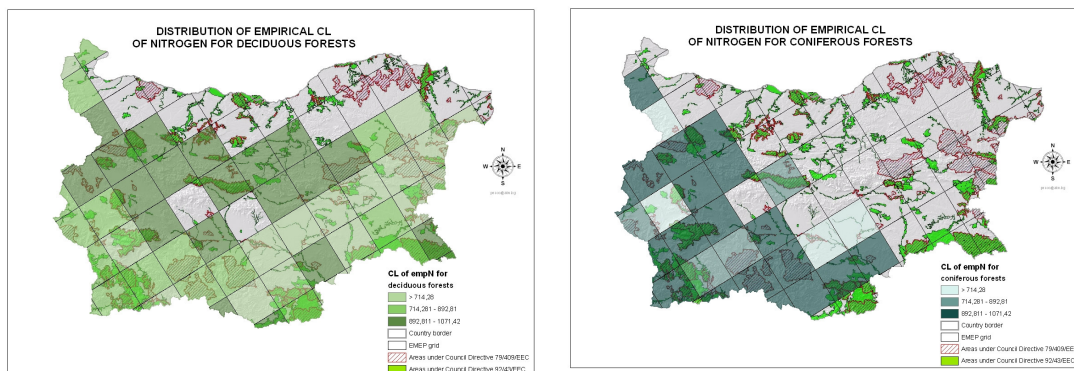 DISTRIBUTION OF EMPIRICAL CL
OF NITROGEN FOR DECIDUOUS FORESTS
N
W
E
S
CL of empN for
deciduous forests
> 714,28
714,281 - 892,81
892,811 - 1071,42
Country border
EMEP grid
Areas under Council Directive 79/409/EEC
Areas under Council Directive 92/43/EEC
DISTRIBUTION OF EMPIRICAL CL
OF NITROGEN FOR CONIFEROUS FORESTS
N
W
E
S
CL of empN for
coniferous forests
> 714,28
714,281 - 892,81
892,811 - 1071,42
Country border
EMEP grid
Areas under Council Directive 79/409/EEC
Areas under Council Directive 92/43/EEC